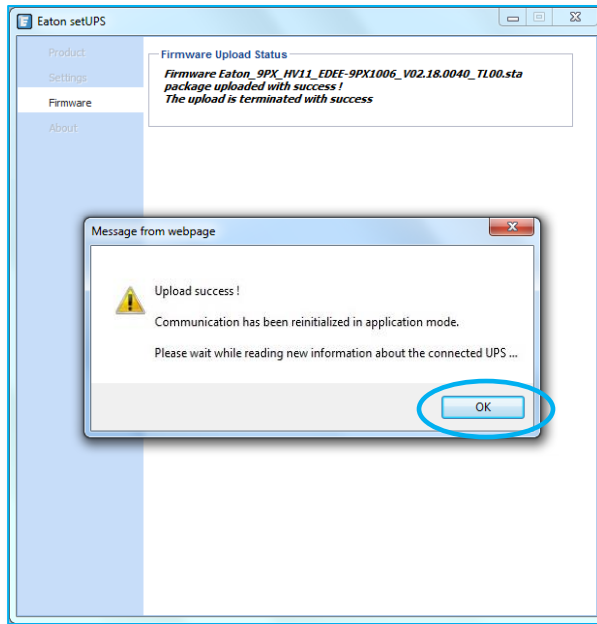 Eaton setUPS
Product
Settings
Firmware
About
Firmware Upload Status
Firmware Eaton_9PX_HV11_EDEE-9PX1006_V02.18.0040_TL00.sta
package uploaded with success !
The upload is terminated with success
Message from webpage
Upload success !
Communication has been reinitialized in application mode.
Please wait while reading new information about the connected UPS ...
OK